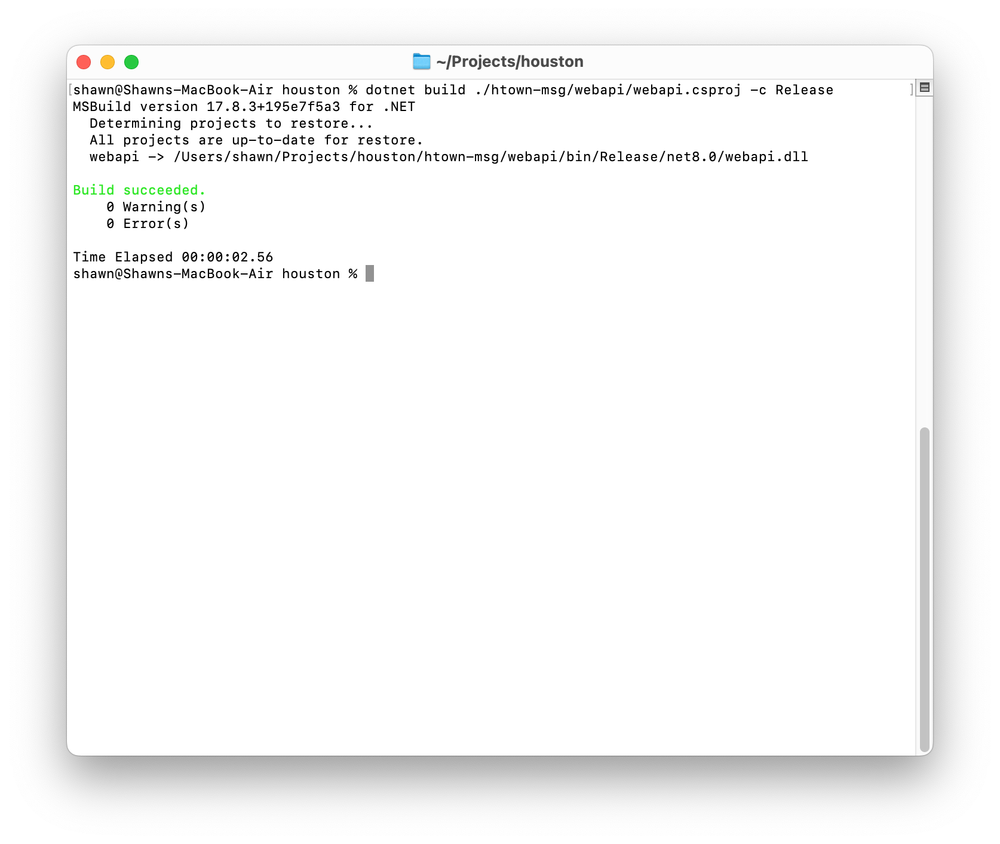 ~/Projects/houston
[shawn@Shawns-MacBook-Air houston % dotnet build ./htown-msg/webapi/webapi.csproj -c Release ]
MSBuild version 17.8.3+195e7f5a3 for .NET
  Determining projects to restore...
  All projects are up-to-date for restore.
  webapi -> /Users/shawn/Projects/houston/htown-msg/webapi/bin/Release/net8.0/webapi.dll

Build succeeded.
    0 Warning(s)
    0 Error(s)

Time Elapsed 00:00:02.56
shawn@Shawns-MacBook-Air houston %